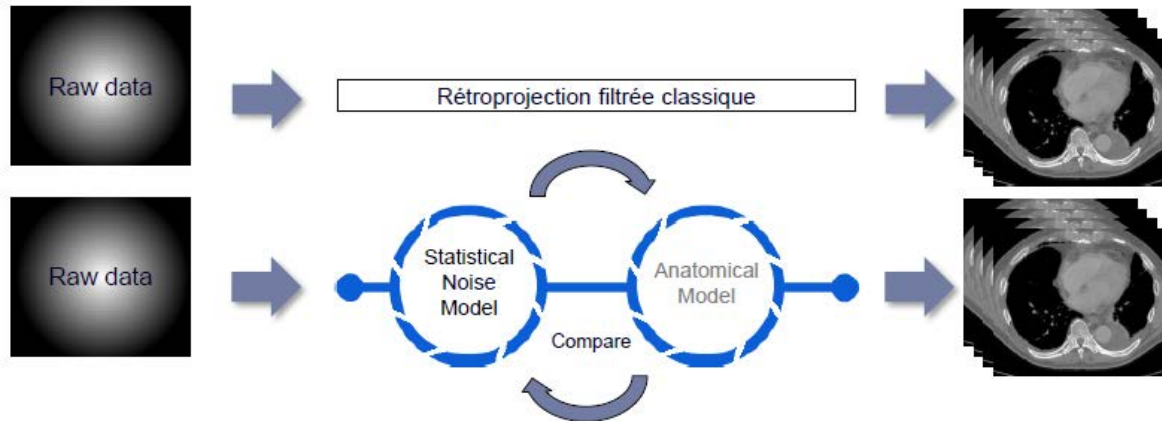 Raw data
Rétroprojection filtrée classique
Raw data
Statistical
Noise
Model
Anatomical
Model
Compare